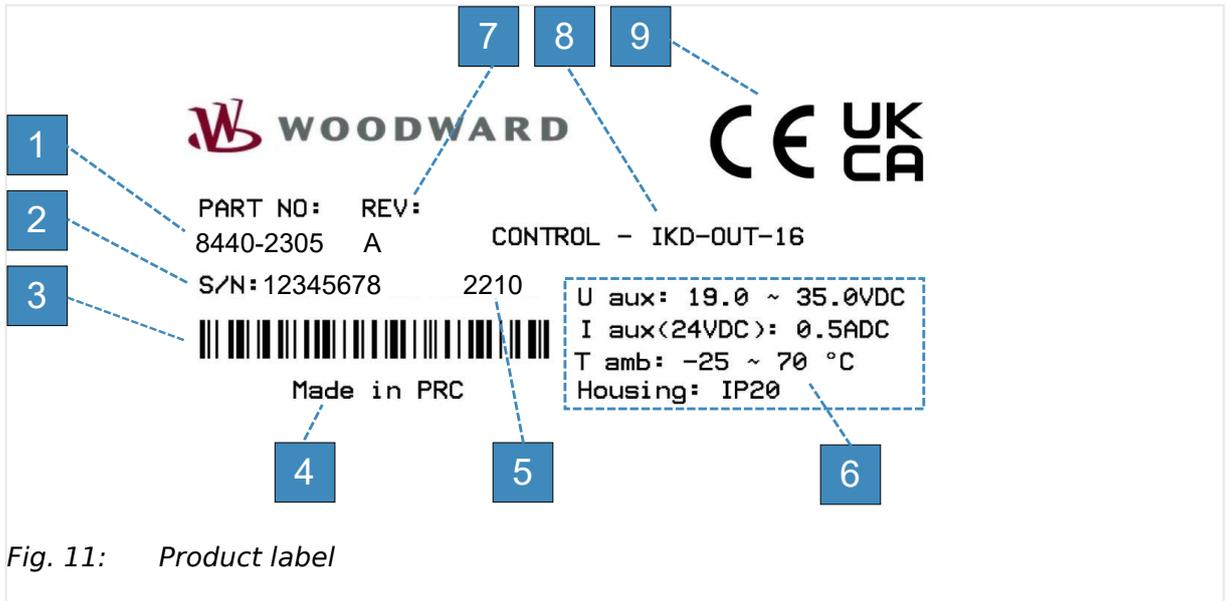 7 8 9
WOODWARD
CE UK CA
1
PART NO: REV:
2
8440-2305 A
CONTROL - IKD-OUT-16
S/N: 12345678 2210
3
U aux: 19.0 ~ 35.0VDC
I aux(24VDC): 0.5ADC
T amb: -25 ~ 70 °C
Made in PRC
Housing: IP20
4 5 6
Fig. 11: Product label